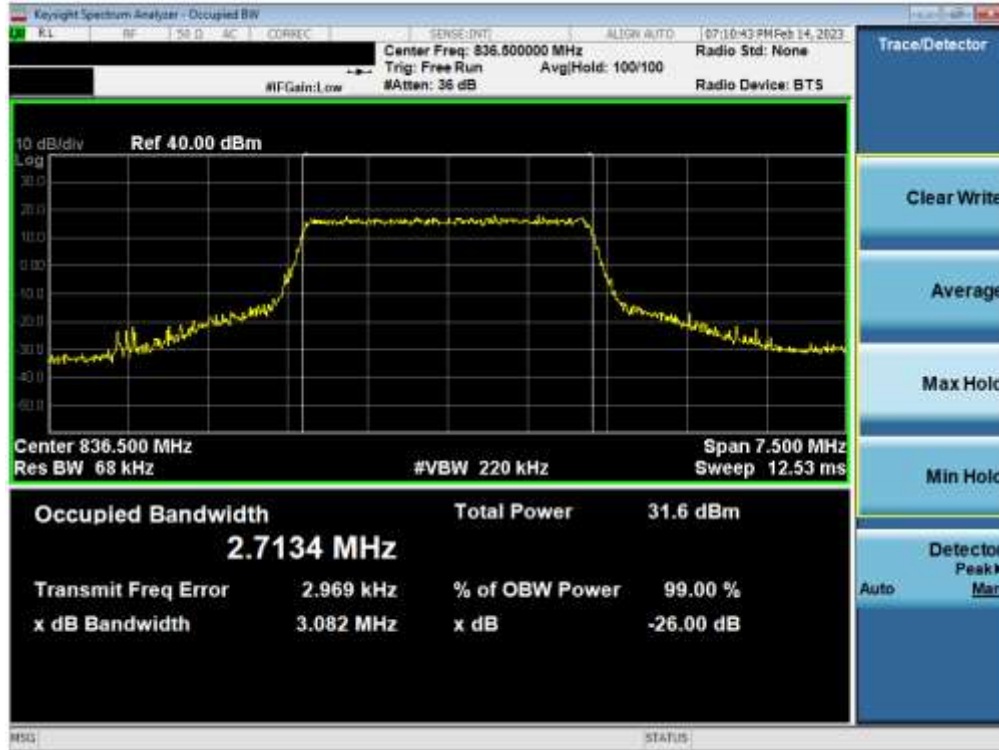 Keysight Spectrum Analyzer - Occupied BW
RL RF 50 Ω AC CORREC SENSE:INT ALIGN AUTO 07:10:43 PM Feb 14, 2023
Center Freq: 836.500000 MHz Radio Std: None
Trig: Free Run Avg|Hold: 100/100
#IFGain:Low #Atten: 36 dB Radio Device: BTS
Trace/Detector
10 dB/div Ref 40.00 dBm
Log
30.0
20.0
10.0
0.00
-10.0
-20.0
-30.0
-40.0
-50.0
Center 836.500 MHz Span 7.500 MHz
Res BW 68 kHz #VBW 220 kHz Sweep 12.53 ms
Clear Write
Average
Max Hold
Min Hold
Detector
Peak
Auto Man
Occupied Bandwidth Total Power 31.6 dBm
2.7134 MHz
Transmit Freq Error 2.969 kHz % of OBW Power 99.00 %
x dB Bandwidth 3.082 MHz x dB -26.00 dB
MSG STATUS